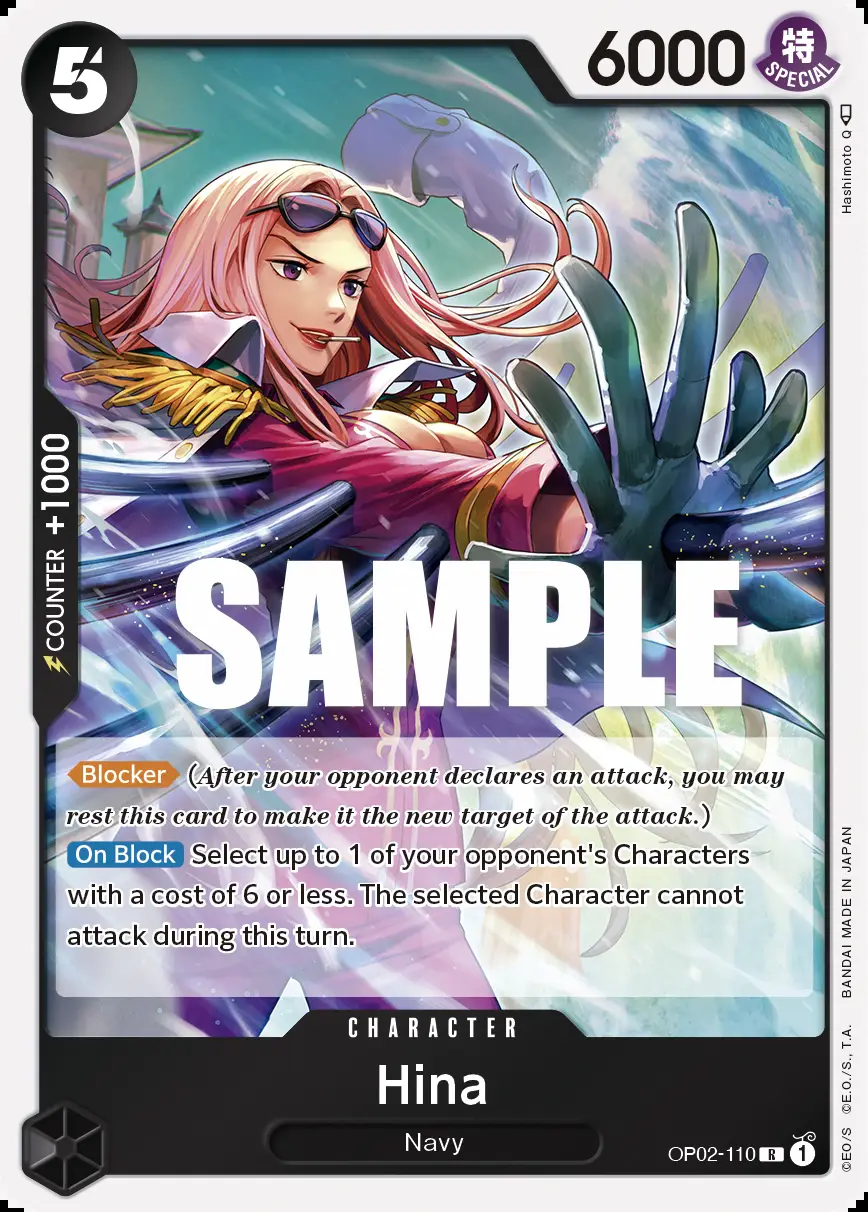 5
6000
特
SPECIAL
Hashimoto Q
COUNTER +1000
SAMPLE
Blocker (After your opponent declares an attack, you may
rest this card to make it the new target of the attack.)
On Block Select up to 1 of your opponent's Characters
with a cost of 6 or less. The selected Character cannot
attack during this turn.
CHARACTER
Hina
Navy
OP02-110 R 1
©EO/S ©E.O./S., T.A. BANDAI MADE IN JAPAN